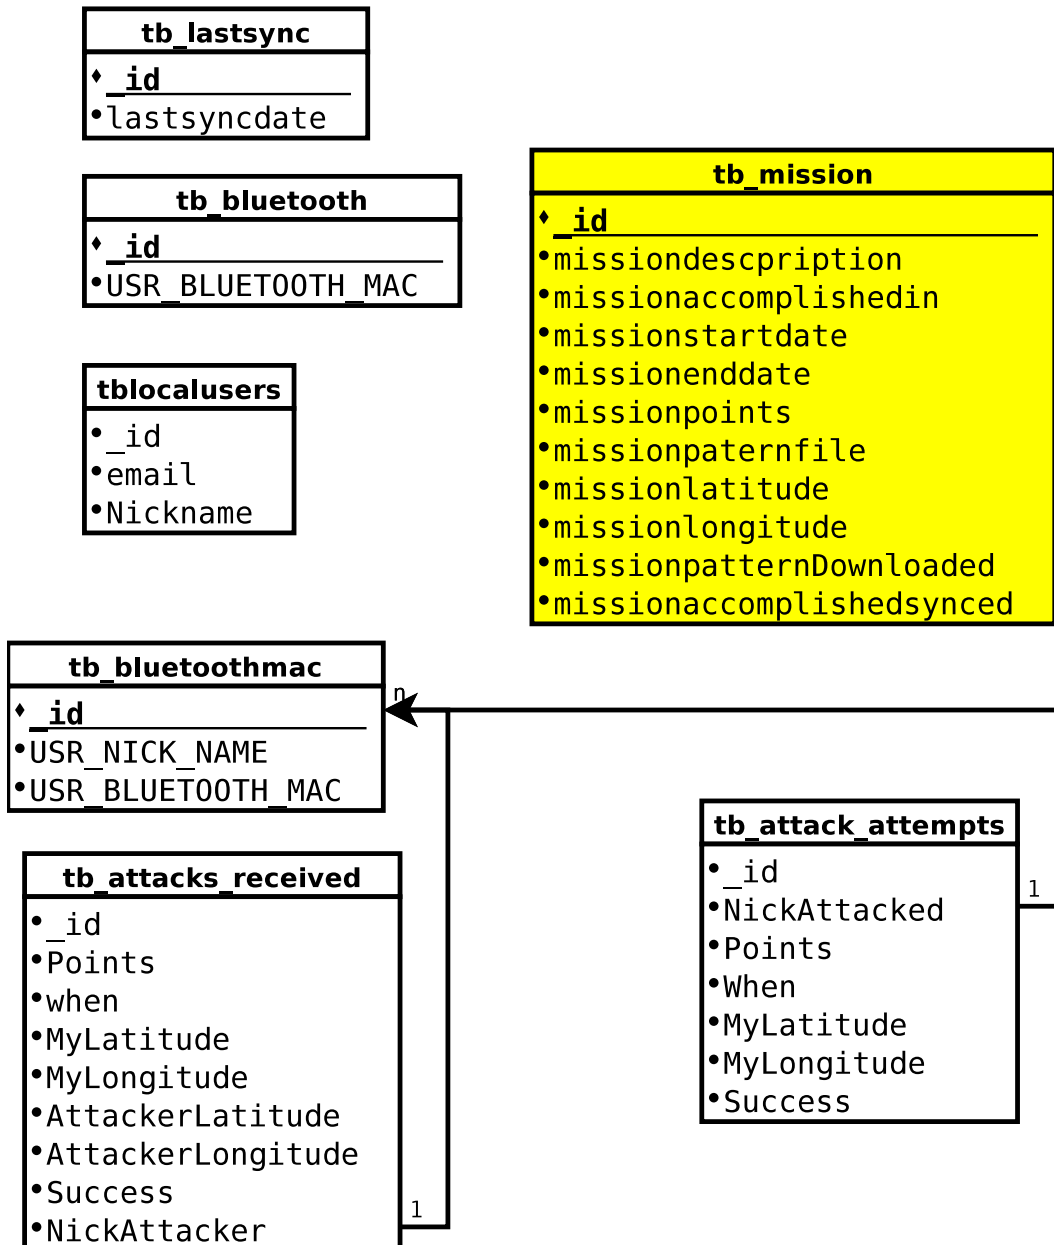 tb_lastsync
_id
lastsyncdate
tb_bluetooth
_id
USR_BLUETOOTH_MAC
tblocalusers
_id
email
Nickname
tb_mission
_id
missiondescpription
missionaccomplishedin
missionstartdate
missionenddate
missionpoints
missionpaternfile
missionlatitude
missionlongitude
missionpatternDownloaded
missionaccomplishedsynced
tb_bluetoothmac
_id
USR_NICK_NAME
USR_BLUETOOTH_MAC
n
tb_attacks_received
_id
Points
when
MyLatitude
MyLongitude
AttackerLatitude
AttackerLongitude
Success
NickAttacker
1
tb_attack_attempts
_id
NickAttacked
Points
When
MyLatitude
MyLongitude
Success
1